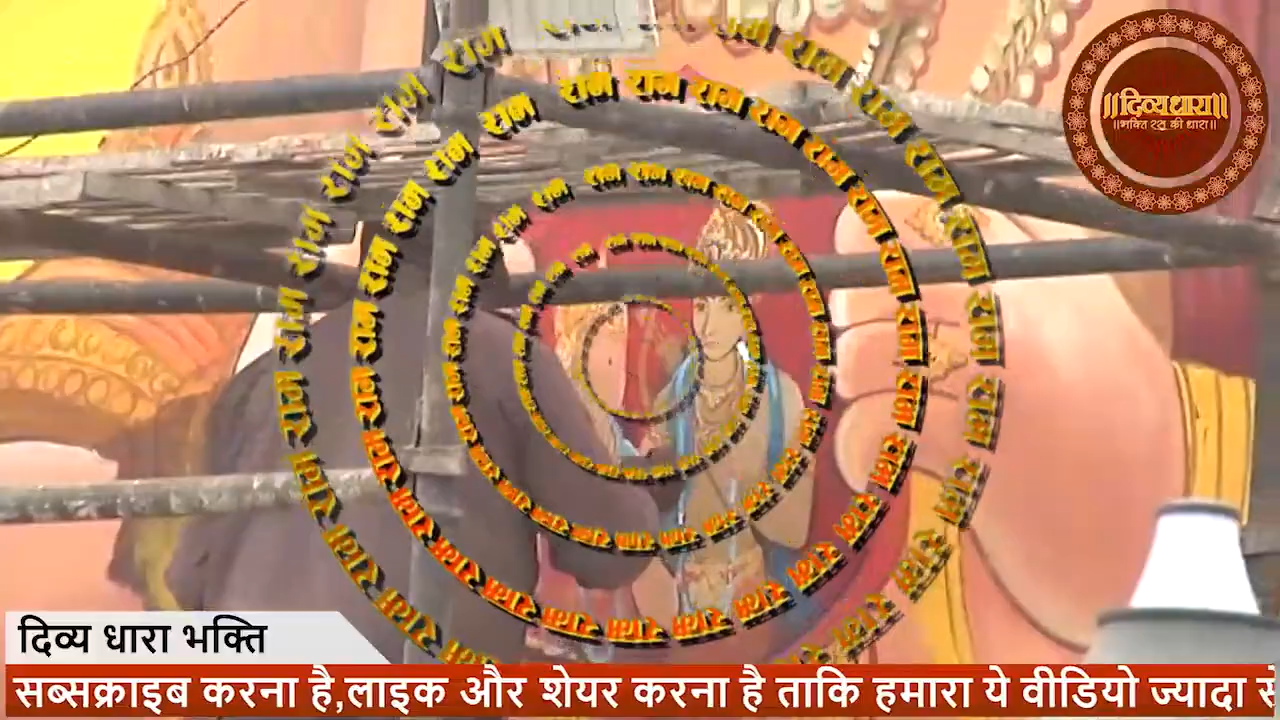 ॥दिव्यधारा॥
॥भक्ति रस की धारा॥
राम राम राम राम राम राम राम राम राम राम राम राम
राम राम राम राम राम राम राम राम राम राम राम राम
राम राम राम राम राम राम राम राम राम राम
दिव्य धारा भक्ति
सब्सक्राइब करना है,लाइक और शेयर करना है ताकि हमारा ये वीडियो ज्यादा से